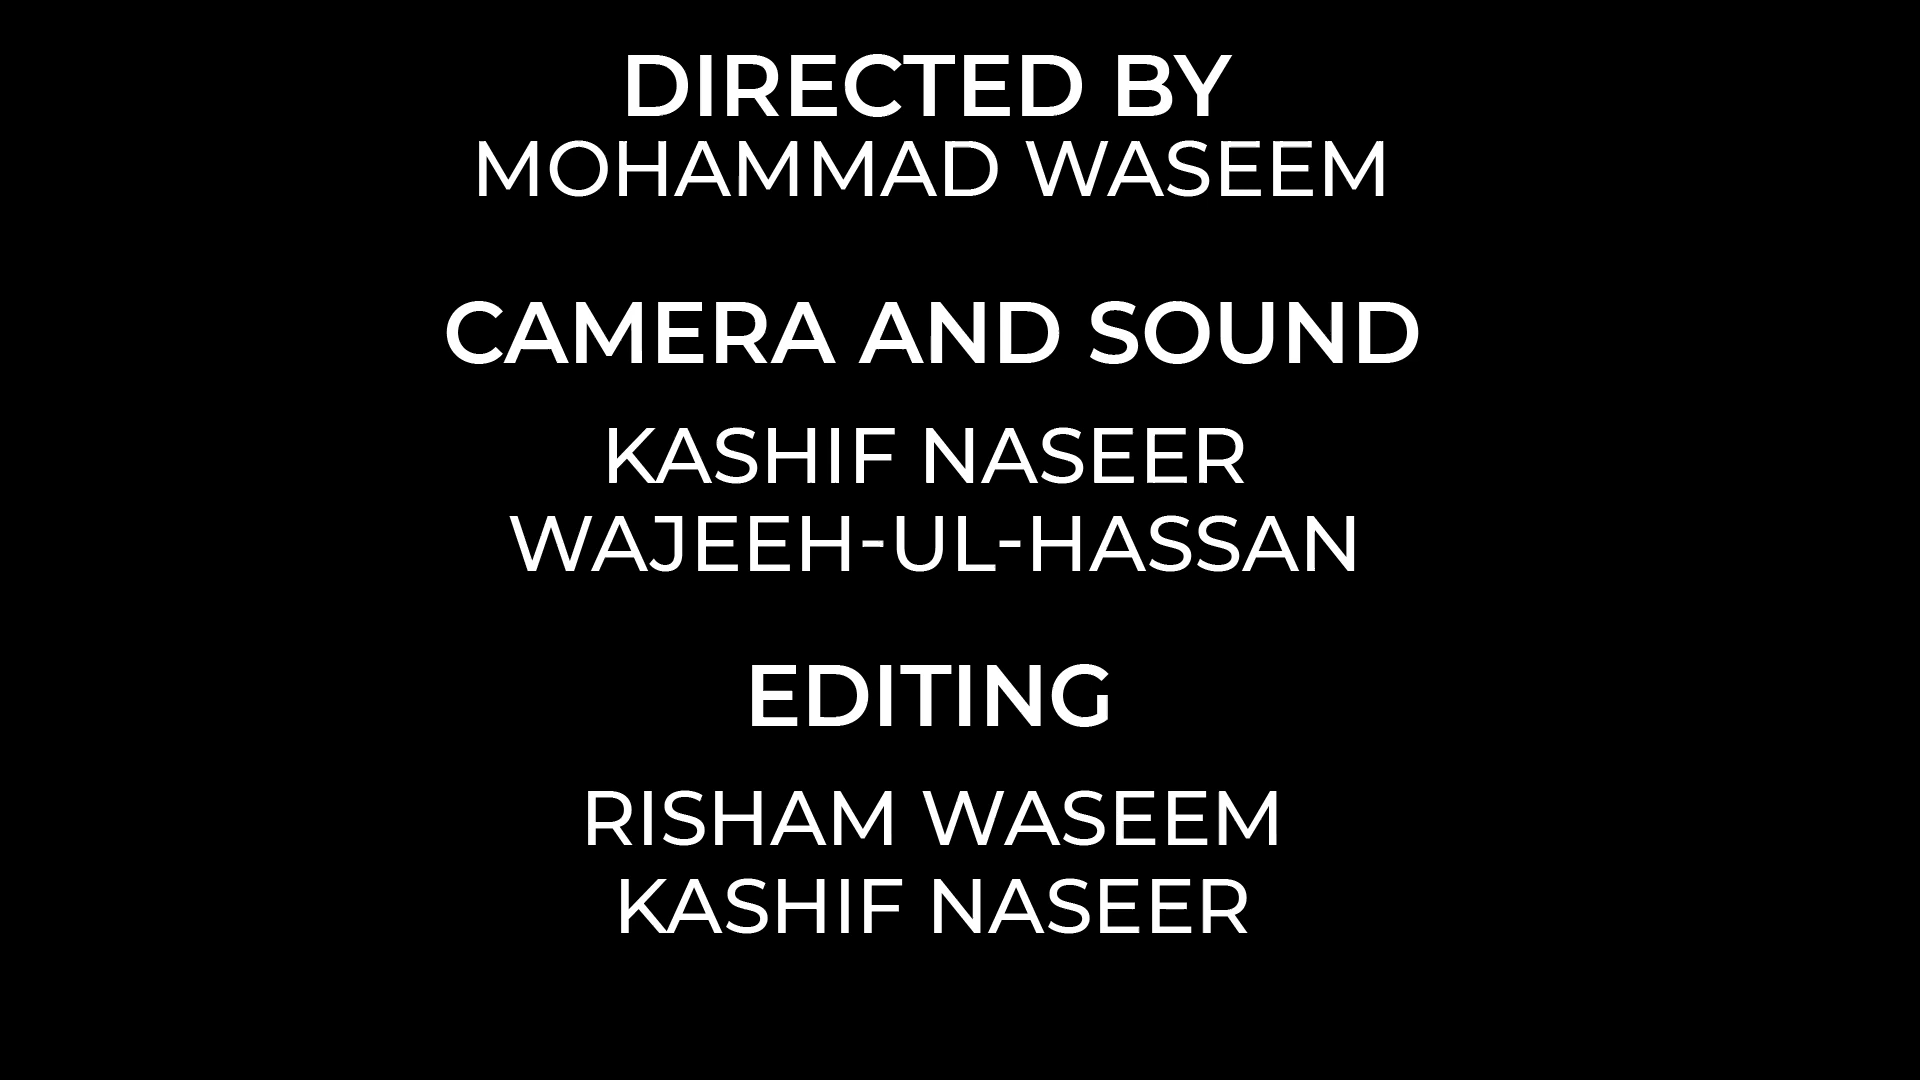 DIRECTED BY
MOHAMMAD WASEEM
CAMERA AND SOUND
KASHIF NASEER
WAJEEH-UL-HASSAN
EDITING
RISHAM WASEEM
KASHIF NASEER